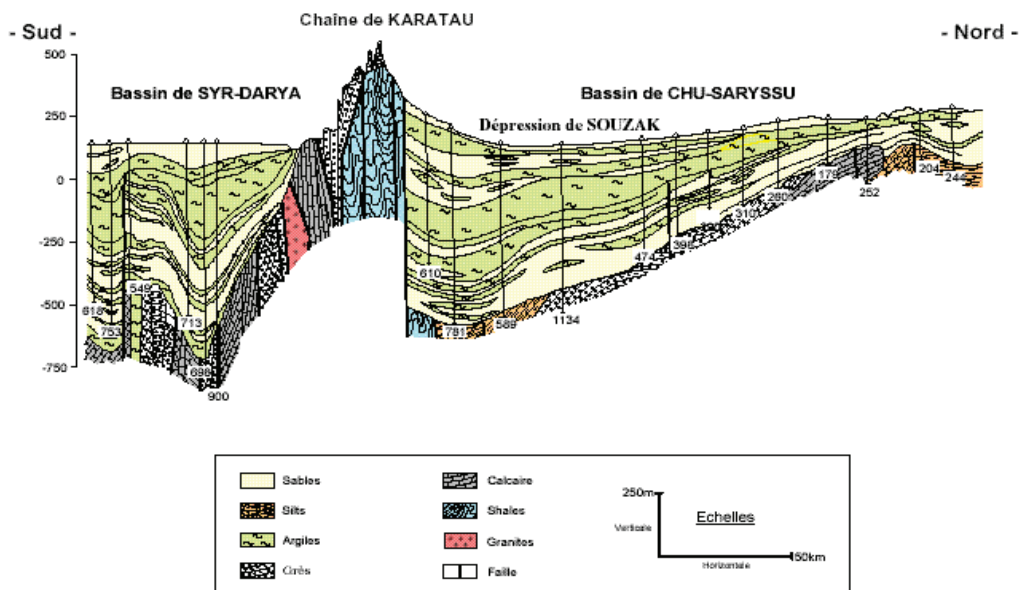 Chaîne de KARATAU
- Sud -
- Nord -
500
Bassin de SYR-DARYA
Bassin de CHU-SARYSSU
250
Dépression de SOUZAK
0
-250
-500
-750
618
753
549
713
698
900
610
781
589
1134
474
398
310
260
179
252
204
244
Sables
Calcaire
250m
Silts
Shales
Echelles
Verticale
Argiles
Granites
50km
Horizontale
Grès
Faille